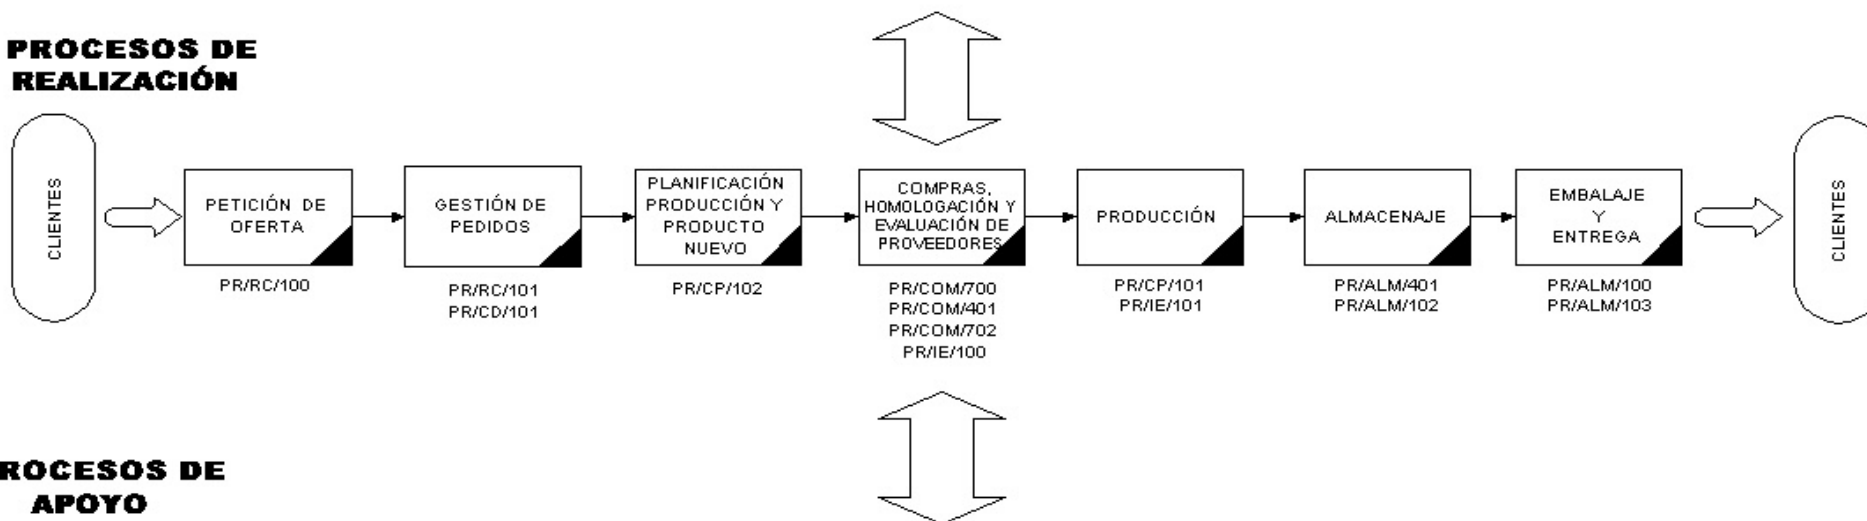 PROCESOS DE
REALIZACIÓN
CLIENTES
PETICIÓN DE
OFERTA
PR/RC/100
GESTIÓN DE
PEDIDOS
PR/RC/101
PR/CD/101
PLANIFICACIÓN
PRODUCCIÓN Y
PRODUCTO
NUEVO
PR/CP/102
COMPRAS,
HOMOLOGACIÓN Y
EVALUACIÓN DE
PROVEEDORES
PR/COM/700
PR/COM/401
PR/COM/702
PR/IE/100
PRODUCCIÓN
PR/CP/101
PR/IE/101
ALMACENAJE
PR/ALM/401
PR/ALM/102
EMBALAJE
Y
ENTREGA
PR/ALM/100
PR/ALM/103
CLIENTES
ROCESOS DE
APOYO